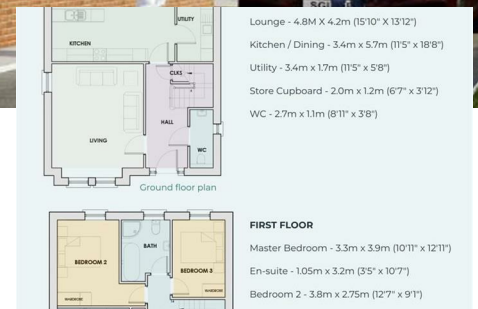 UTILITY
KITCHEN
CLKS
HALL
LIVING
WC
Ground floor plan
Lounge - 4.8M X 4.2m (15'10" X 13'12")
Kitchen / Dining - 3.4m x 5.7m (11'5" x 18'8")
Utility - 3.4m x 1.7m (11'5" x 5'8")
Store Cupboard - 2.0m x 1.2m (6'7" x 3'12")
WC - 2.7m x 1.1m (8'11" x 3'8")
BATH
BEDROOM 2
BEDROOM 3
WARDROBE
WARDROBE
FIRST FLOOR
Master Bedroom - 3.3m x 3.9m (10'11" x 12'11")
En-suite - 1.05m x 3.2m (3'5" x 10'7")
Bedroom 2 - 3.8m x 2.75m (12'7" x 9'1")